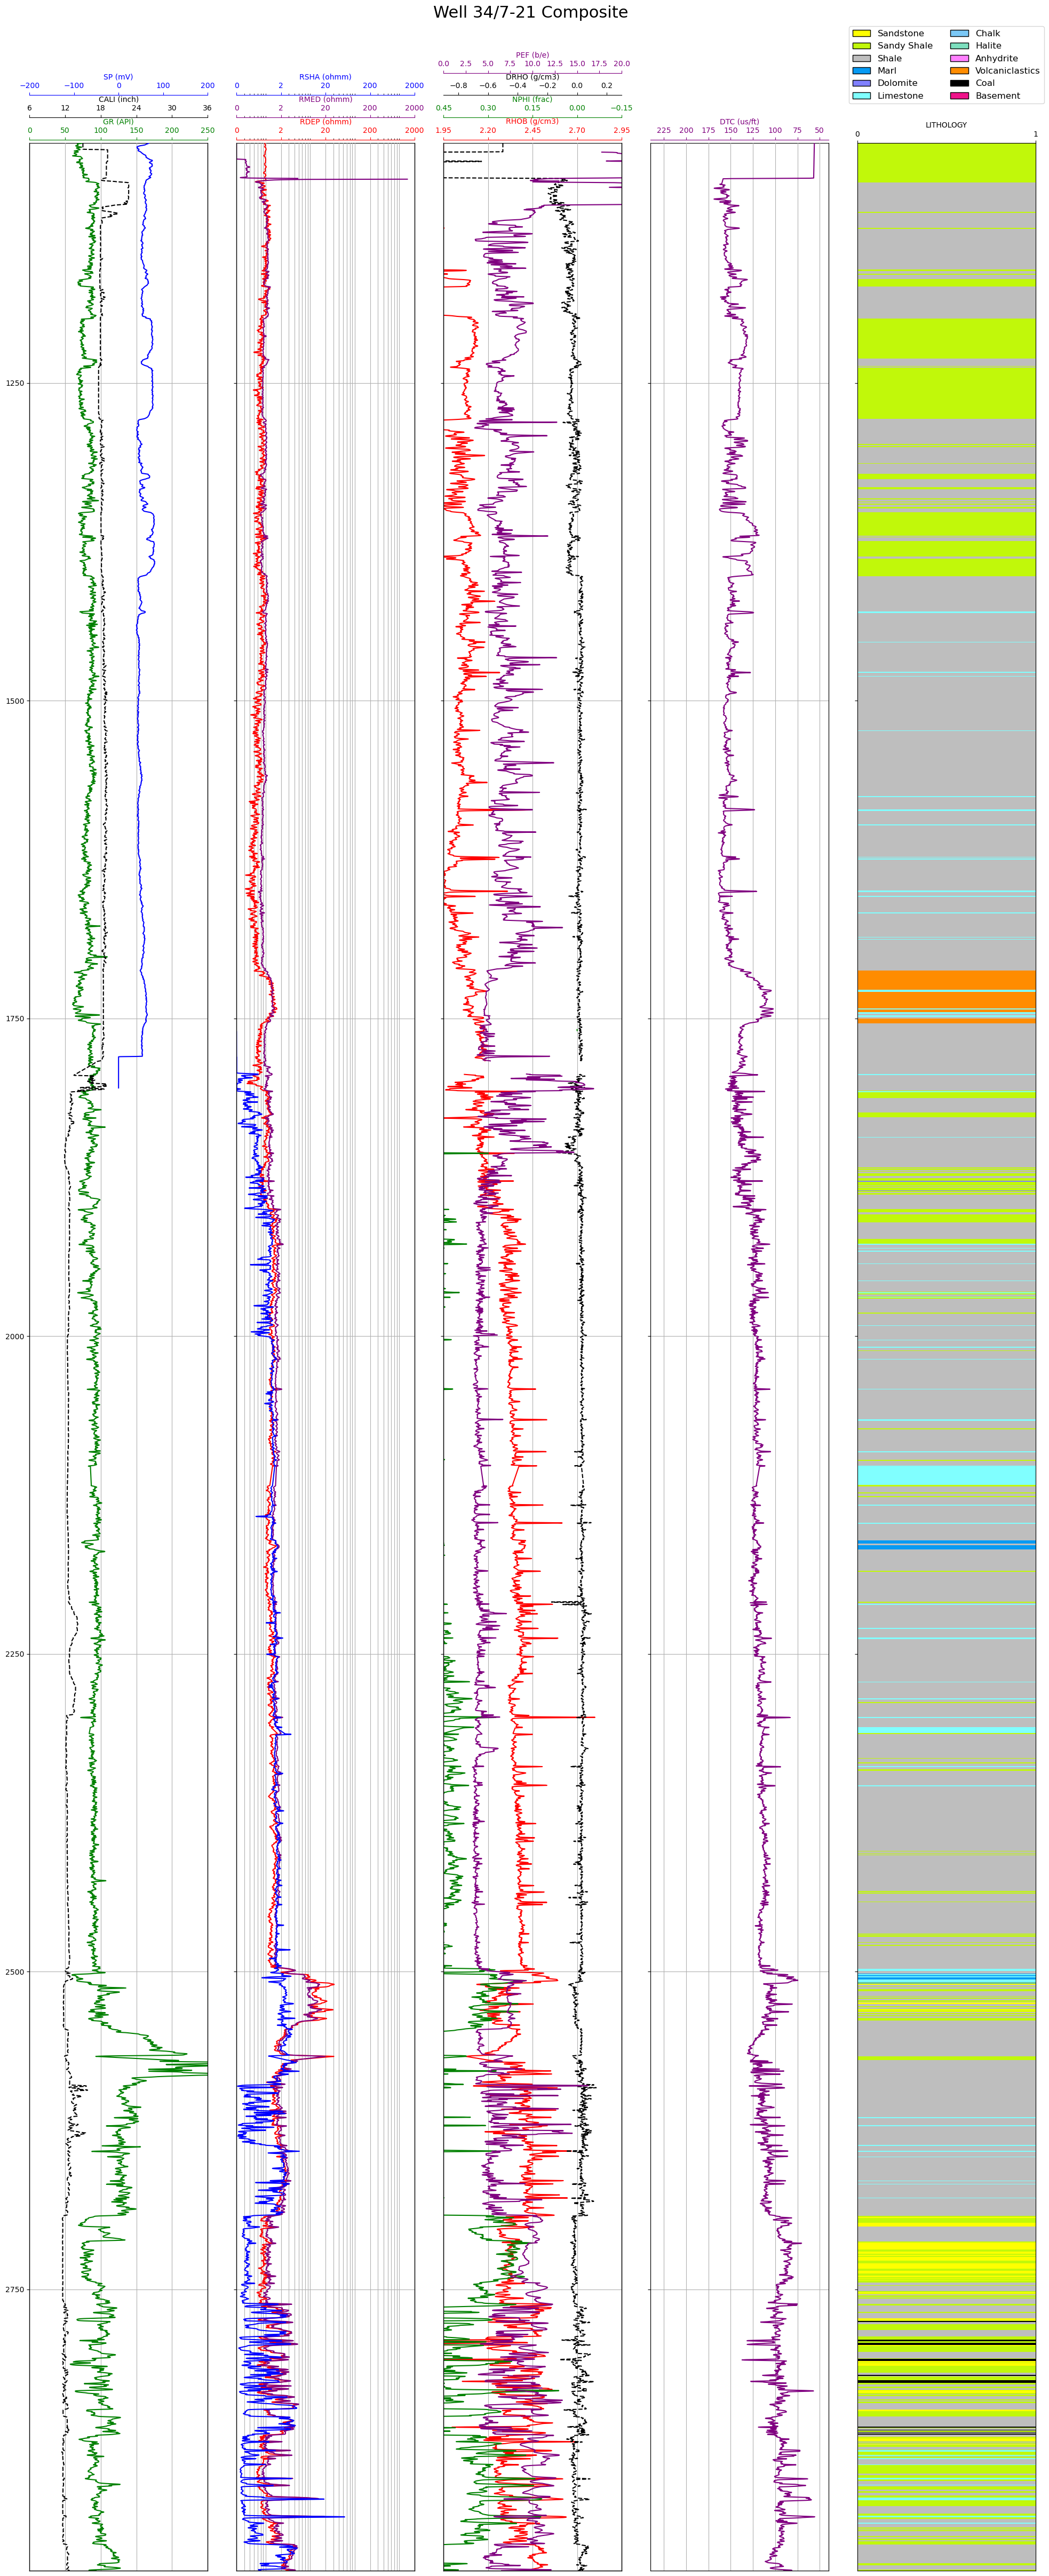 Well 34/7-21 Composite
Sandstone
Sandy Shale
Shale
Marl
Dolomite
Limestone
Chalk
Halite
Anhydrite
Volcaniclastics
Coal
Basement
SP (mV)
-200 -100 0 100 200
CALI (inch)
6 12 18 24 30 36
GR (API)
0 50 100 150 200 250
RSHA (ohmm)
0 2 20 200 2000
RMED (ohmm)
0 2 20 200 2000
RDEP (ohmm)
0 2 20 200 2000
PEF (b/e)
0.0 2.5 5.0 7.5 10.0 12.5 15.0 17.5 20.0
DRHO (g/cm3)
−0.8 −0.6 −0.4 −0.2 0.0 0.2
NPHI (frac)
0.45 0.30 0.15 0.00 −0.15
RHOB (g/cm3)
1.95 2.20 2.45 2.70 2.95
DTC (us/ft)
225 200 175 150 125 100 75 50
LITHOLOGY
0 1
1250
1500
1750
2000
2250
2500
2750